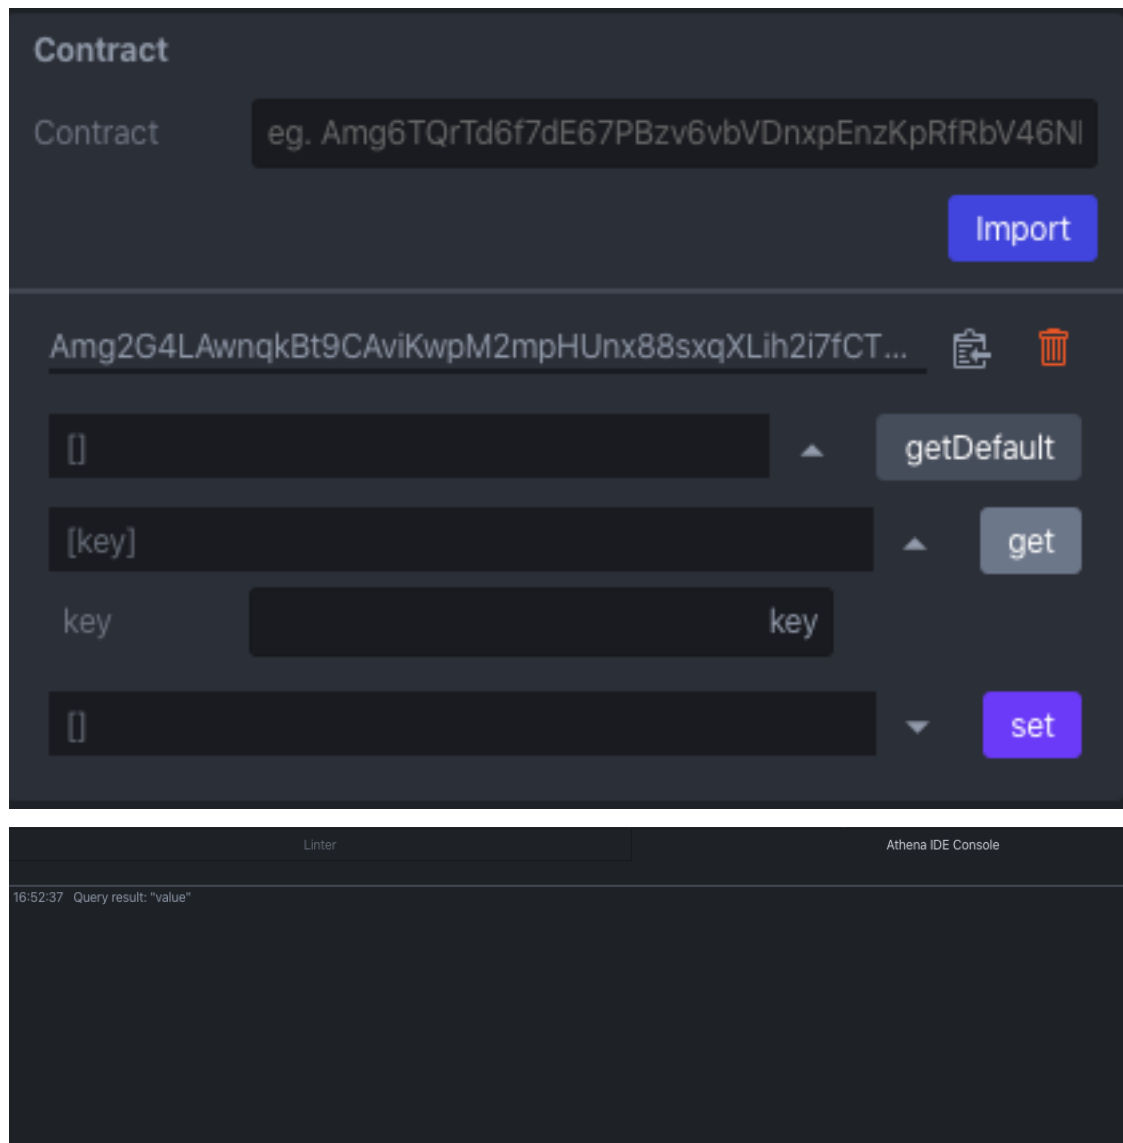 Contract
Contract eg. Amg6TQrTd6f7dE67PBzv6vbVDnxpEnzKpRfRbV46N
Import
Amg2G4LAwnqkBt9CAviKwpM2mpHUnx88sxqXLih2i7fCT...
[] getDefault
[key] get
key key
[] set
Linter Athena IDE Console
16:52:37 Query result: "value"